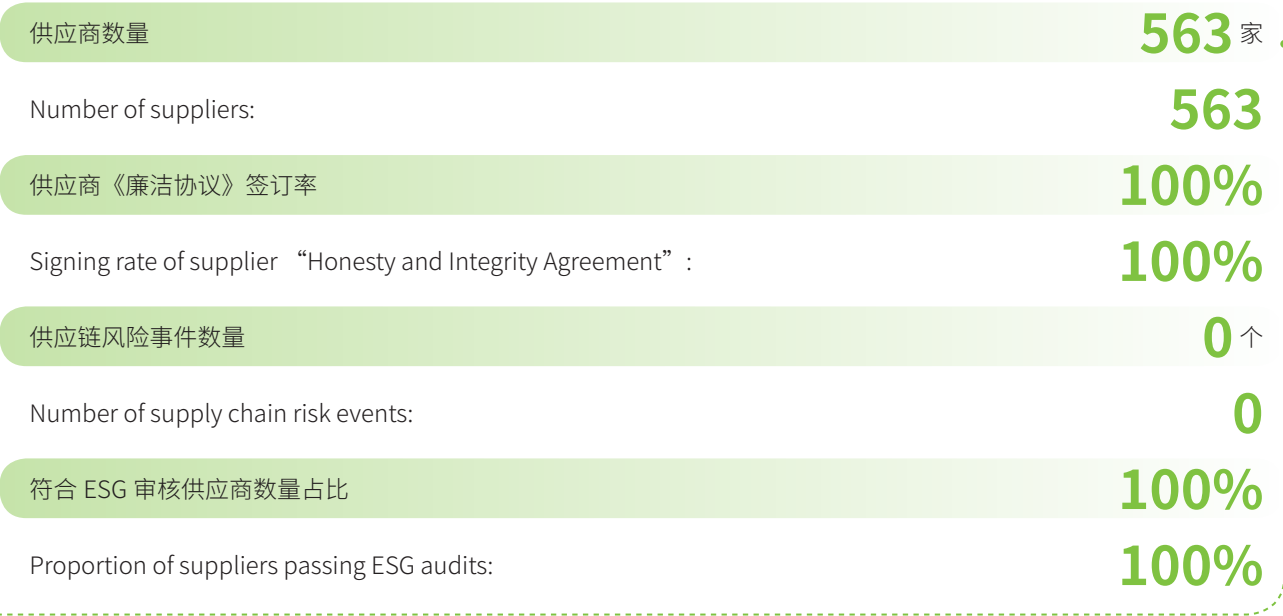 供应商数量 563 家
Number of suppliers: 563
供应商《廉洁协议》签订率 100%
Signing rate of supplier “Honesty and Integrity Agreement”: 100%
供应链风险事件数量 0 个
Number of supply chain risk events: 0
符合 ESG 审核供应商数量占比 100%
Proportion of suppliers passing ESG audits: 100%